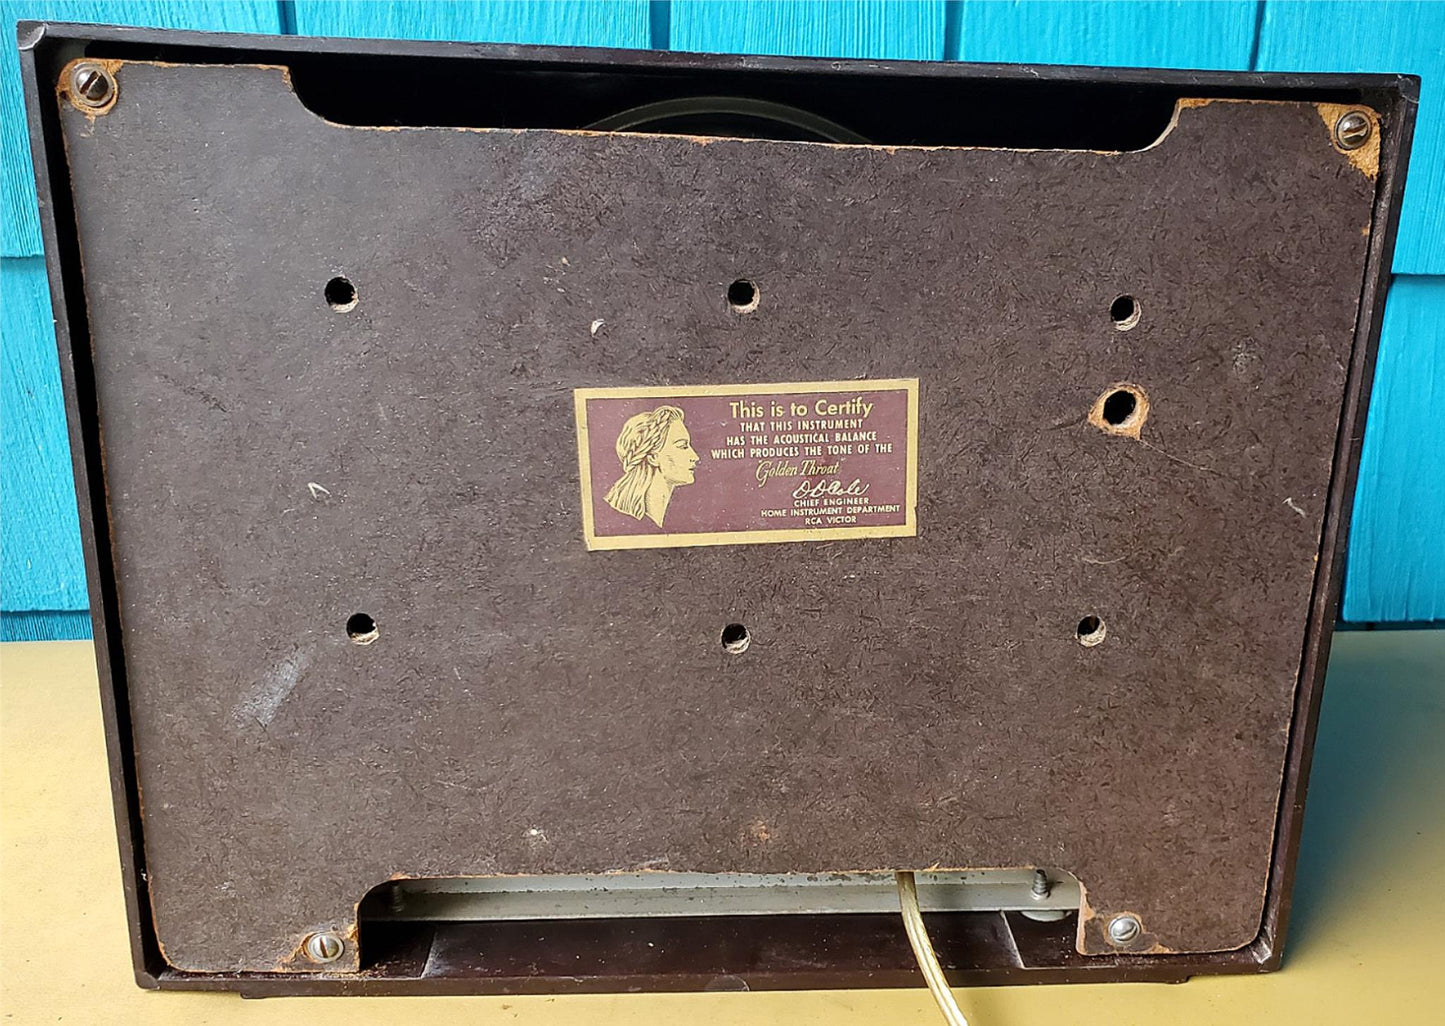 This is to Certify
THAT THIS INSTRUMENT
HAS THE ACOUSTICAL BALANCE
WHICH PRODUCES THE TONE OF THE
"Golden Throat"
CHIEF ENGINEER
HOME INSTRUMENT DEPARTMENT
RCA VICTOR